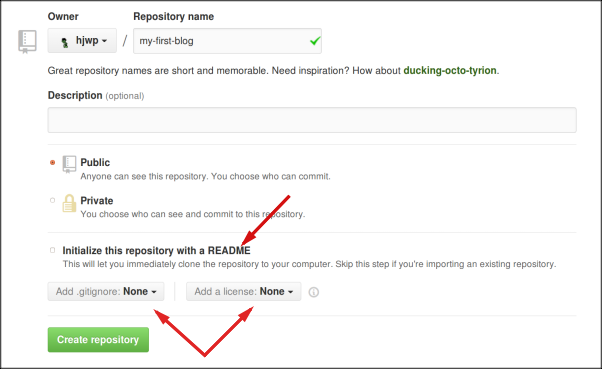 Owner Repository name
hjwp / my-first-blog
Great repository names are short and memorable. Need inspiration? How about ducking-octo-tyrion.
Description (optional)
Public
Anyone can see this repository. You choose who can commit.
Private
You choose who can see and commit to this repository.
Initialize this repository with a README
This will let you immediately clone the repository to your computer. Skip this step if you're importing an existing repository.
Add .gitignore: None Add a license: None
Create repository